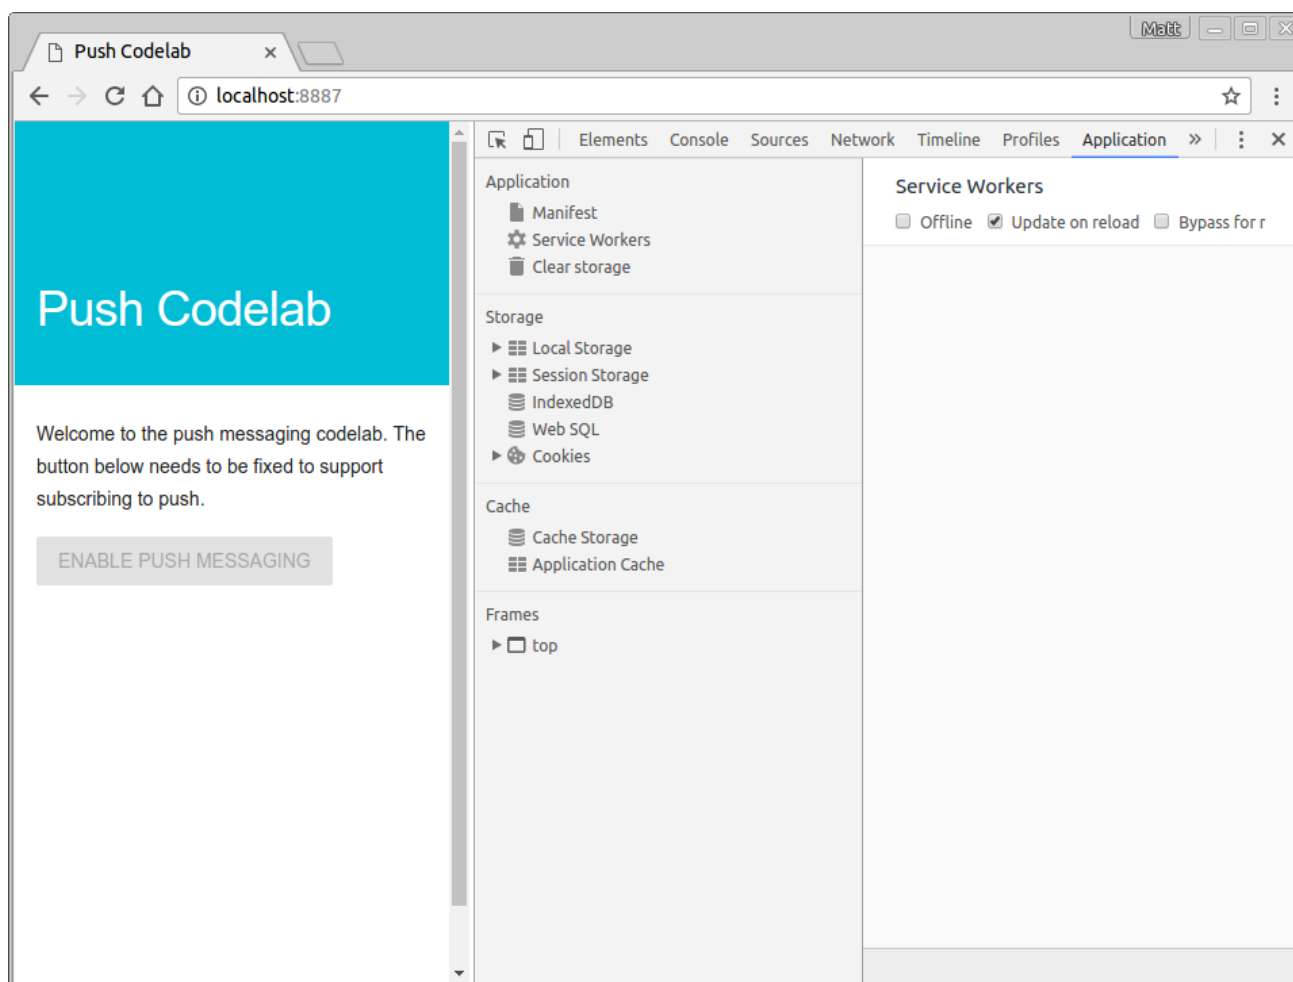 Matt
Push Codelab
localhost:8887
Elements Console Sources Network Timeline Profiles Application
Push Codelab
Welcome to the push messaging codelab. The
button below needs to be fixed to support
subscribing to push.
ENABLE PUSH MESSAGING
Application
Manifest
Service Workers
Clear storage
Storage
Local Storage
Session Storage
IndexedDB
Web SQL
Cookies
Cache
Cache Storage
Application Cache
Frames
top
Service Workers
Offline Update on reload Bypass for r